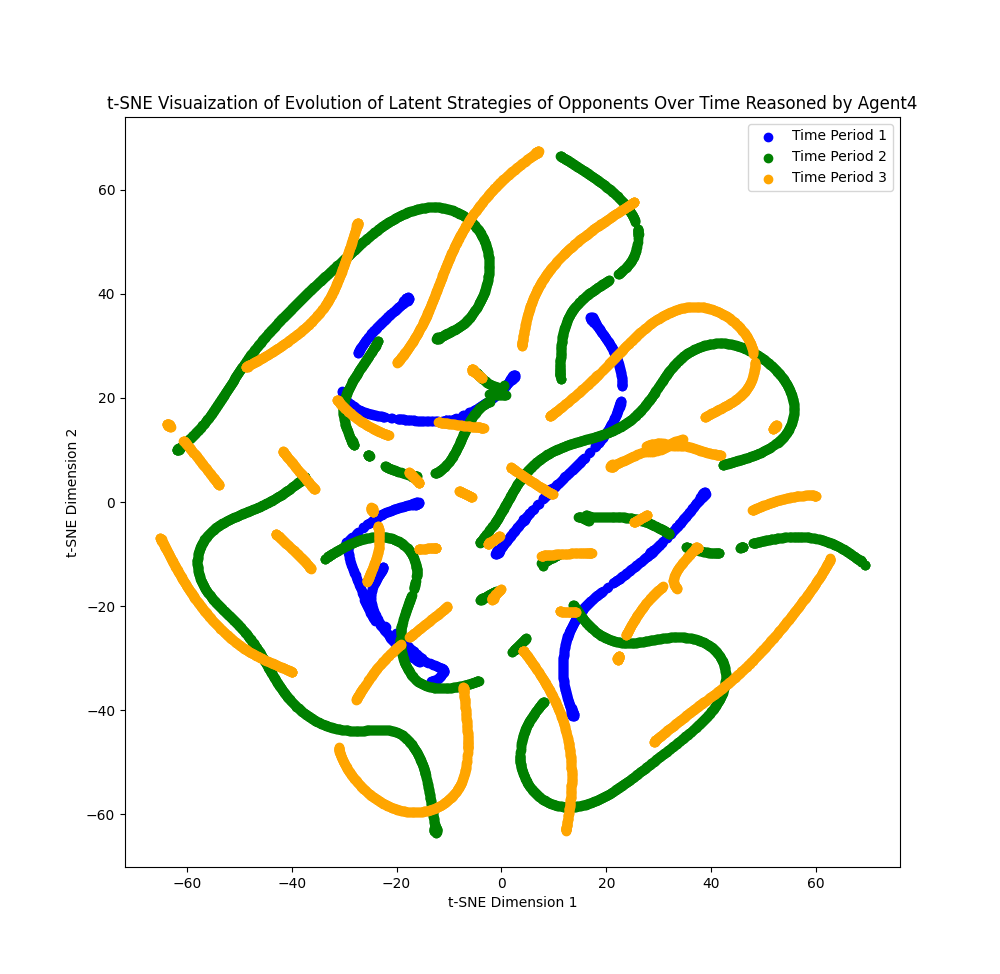 t-SNE Visuaization of Evolution of Latent Strategies of Opponents Over Time Reasoned by Agent4
Time Period 1
Time Period 2
Time Period 3
60
40
20
0
−20
−40
−60
t-SNE Dimension 2
−60 −40 −20 0 20 40 60
t-SNE Dimension 1